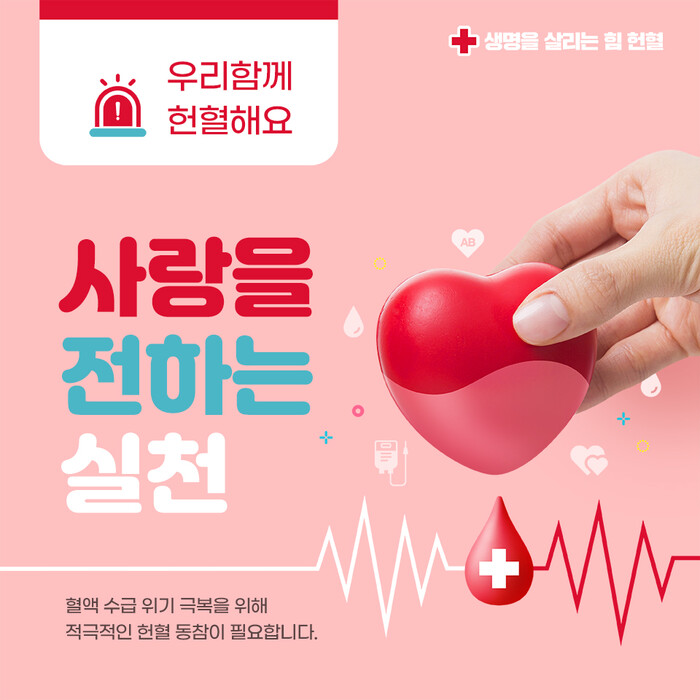 우리함께
헌혈해요
생명을 살리는 힘 헌혈
사랑을
전하는
실천
AB
혈액 수급 위기 극복을 위해
적극적인 헌혈 동참이 필요합니다.